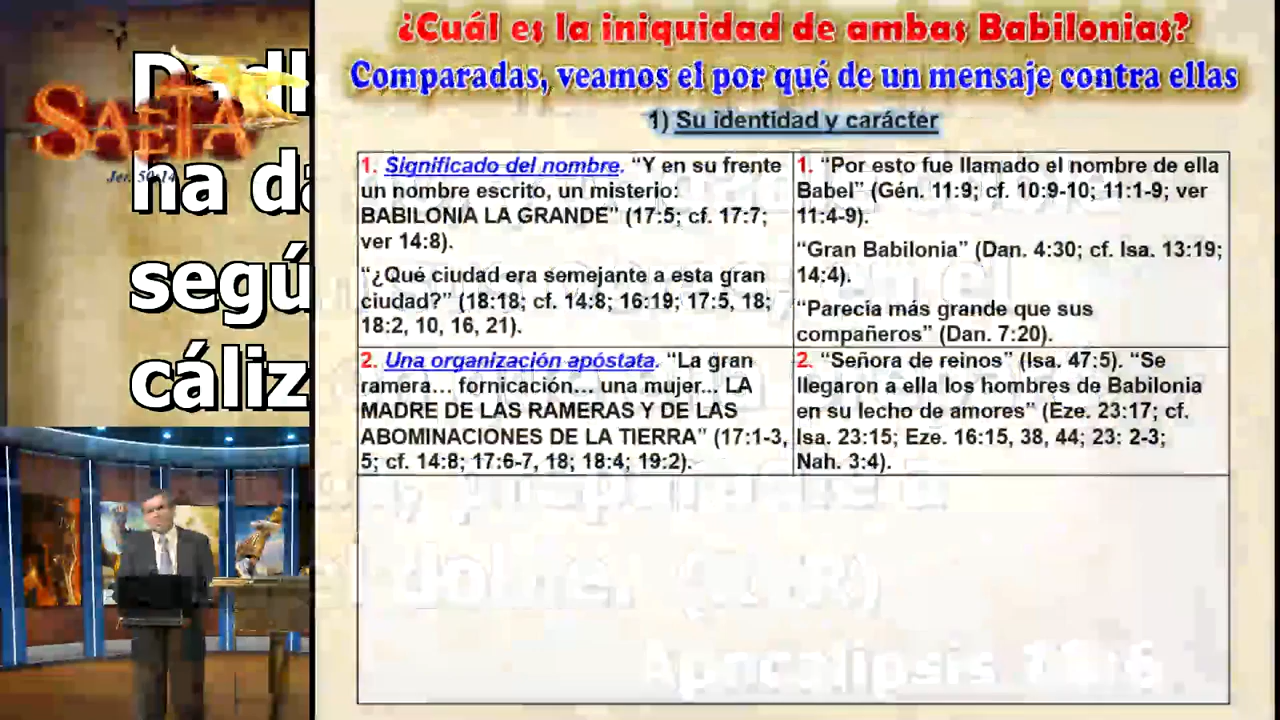 ¿Cuál es la iniquidad de ambas Babilonias?
Comparadas, veamos el por qué de un mensaje contra ellas
1) Su identidad y carácter
1. Significado del nombre. “Y en su frente
un nombre escrito, un misterio:
BABILONIA LA GRANDE” (17:5; cf. 17:7;
ver 14:8).
“¿Qué ciudad era semejante a esta gran
ciudad?” (18:18; cf. 14:8; 16:19; 17:5, 18;
18:2, 10, 16, 21).
1. “Por esto fue llamado el nombre de ella
Babel” (Gén. 11:9; cf. 10:9-10; 11:1-9; ver
11:4-9).
“Gran Babilonia” (Dan. 4:30; cf. Isa. 13:19;
14:4).
“Parecía más grande que sus
compañeros” (Dan. 7:20).
2. Una organización apóstata. “La gran
ramera… fornicación… una mujer... LA
MADRE DE LAS RAMERAS Y DE LAS
ABOMINACIONES DE LA TIERRA” (17:1-3,
5; cf. 14:8; 17:6-7, 18; 18:4; 19:2).
2. “Señora de reinos” (Isa. 47:5). “Se
llegaron a ella los hombres de Babilonia
en su lecho de amores” (Eze. 23:17; cf.
Isa. 23:15; Eze. 16:15, 38, 44; 23: 2-3;
Nah. 3:4).
SAETA
Jer. 50:14
ha da
segú
cáliz
Apocalipsis